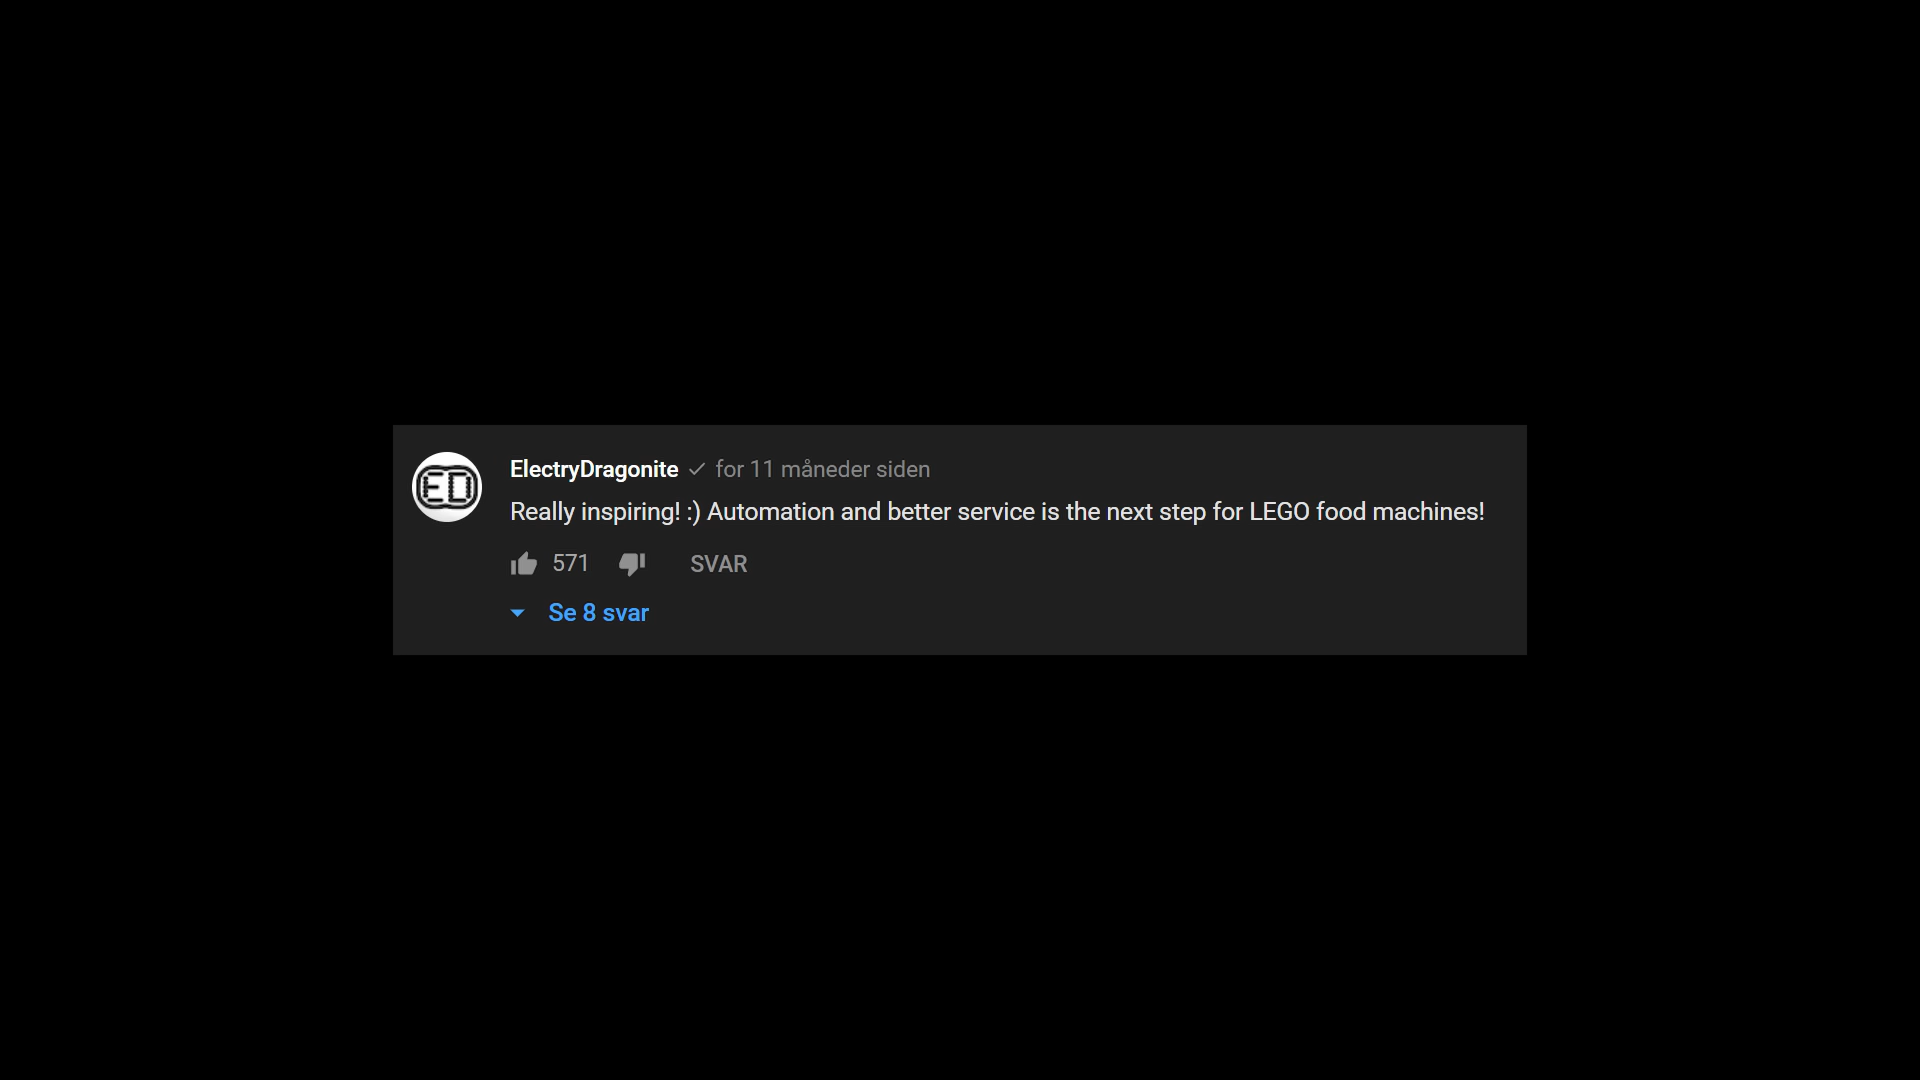 ED
ElectryDragonite for 11 måneder siden
Really inspiring! :) Automation and better service is the next step for LEGO food machines!
571 SVAR
Se 8 svar